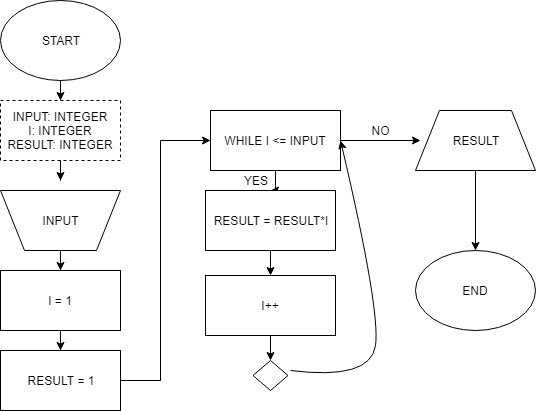 START
INPUT: INTEGER
I: INTEGER
RESULT: INTEGER
INPUT
I = 1
RESULT = 1
WHILE I <= INPUT
YES
NO
RESULT = RESULT*I
I++
RESULT
END